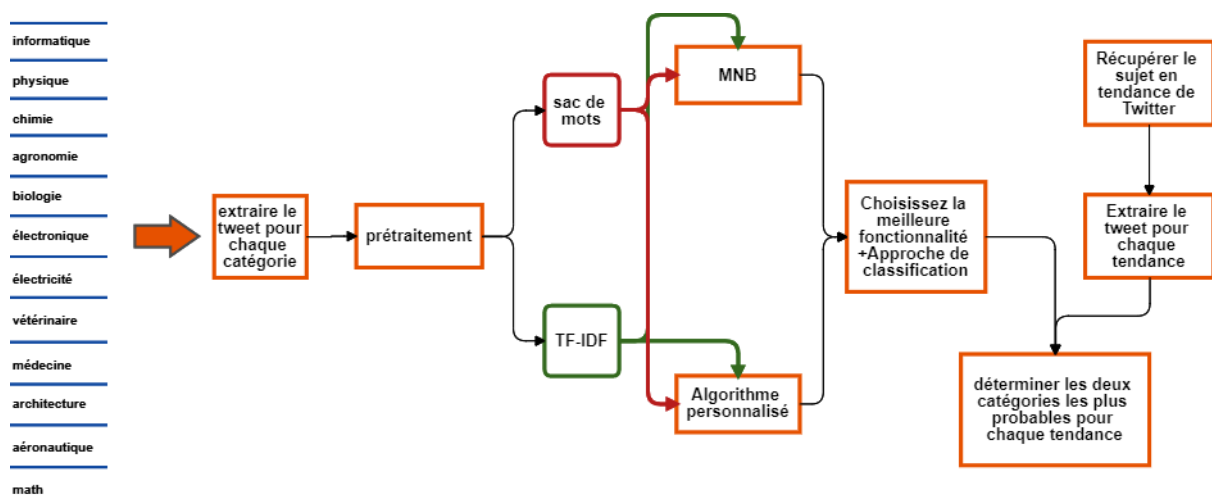 informatique
physique
chimie
agronomie
biologie
électronique
électricité
vétérinaire
médecine
architecture
aéronautique
math
extraire le
tweet pour
chaque
catégorie
prétraitement
sac de
mots
TF-IDF
MNB
Algorithme
personnalisé
Choisissez la
meilleure
fonctionnalité
+Approche de
classification
Récupérer le
sujet en
tendance de
Twitter
Extraire le
tweet pour
chaque
tendance
déterminer les deux
catégories les plus
probables pour
chaque tendance